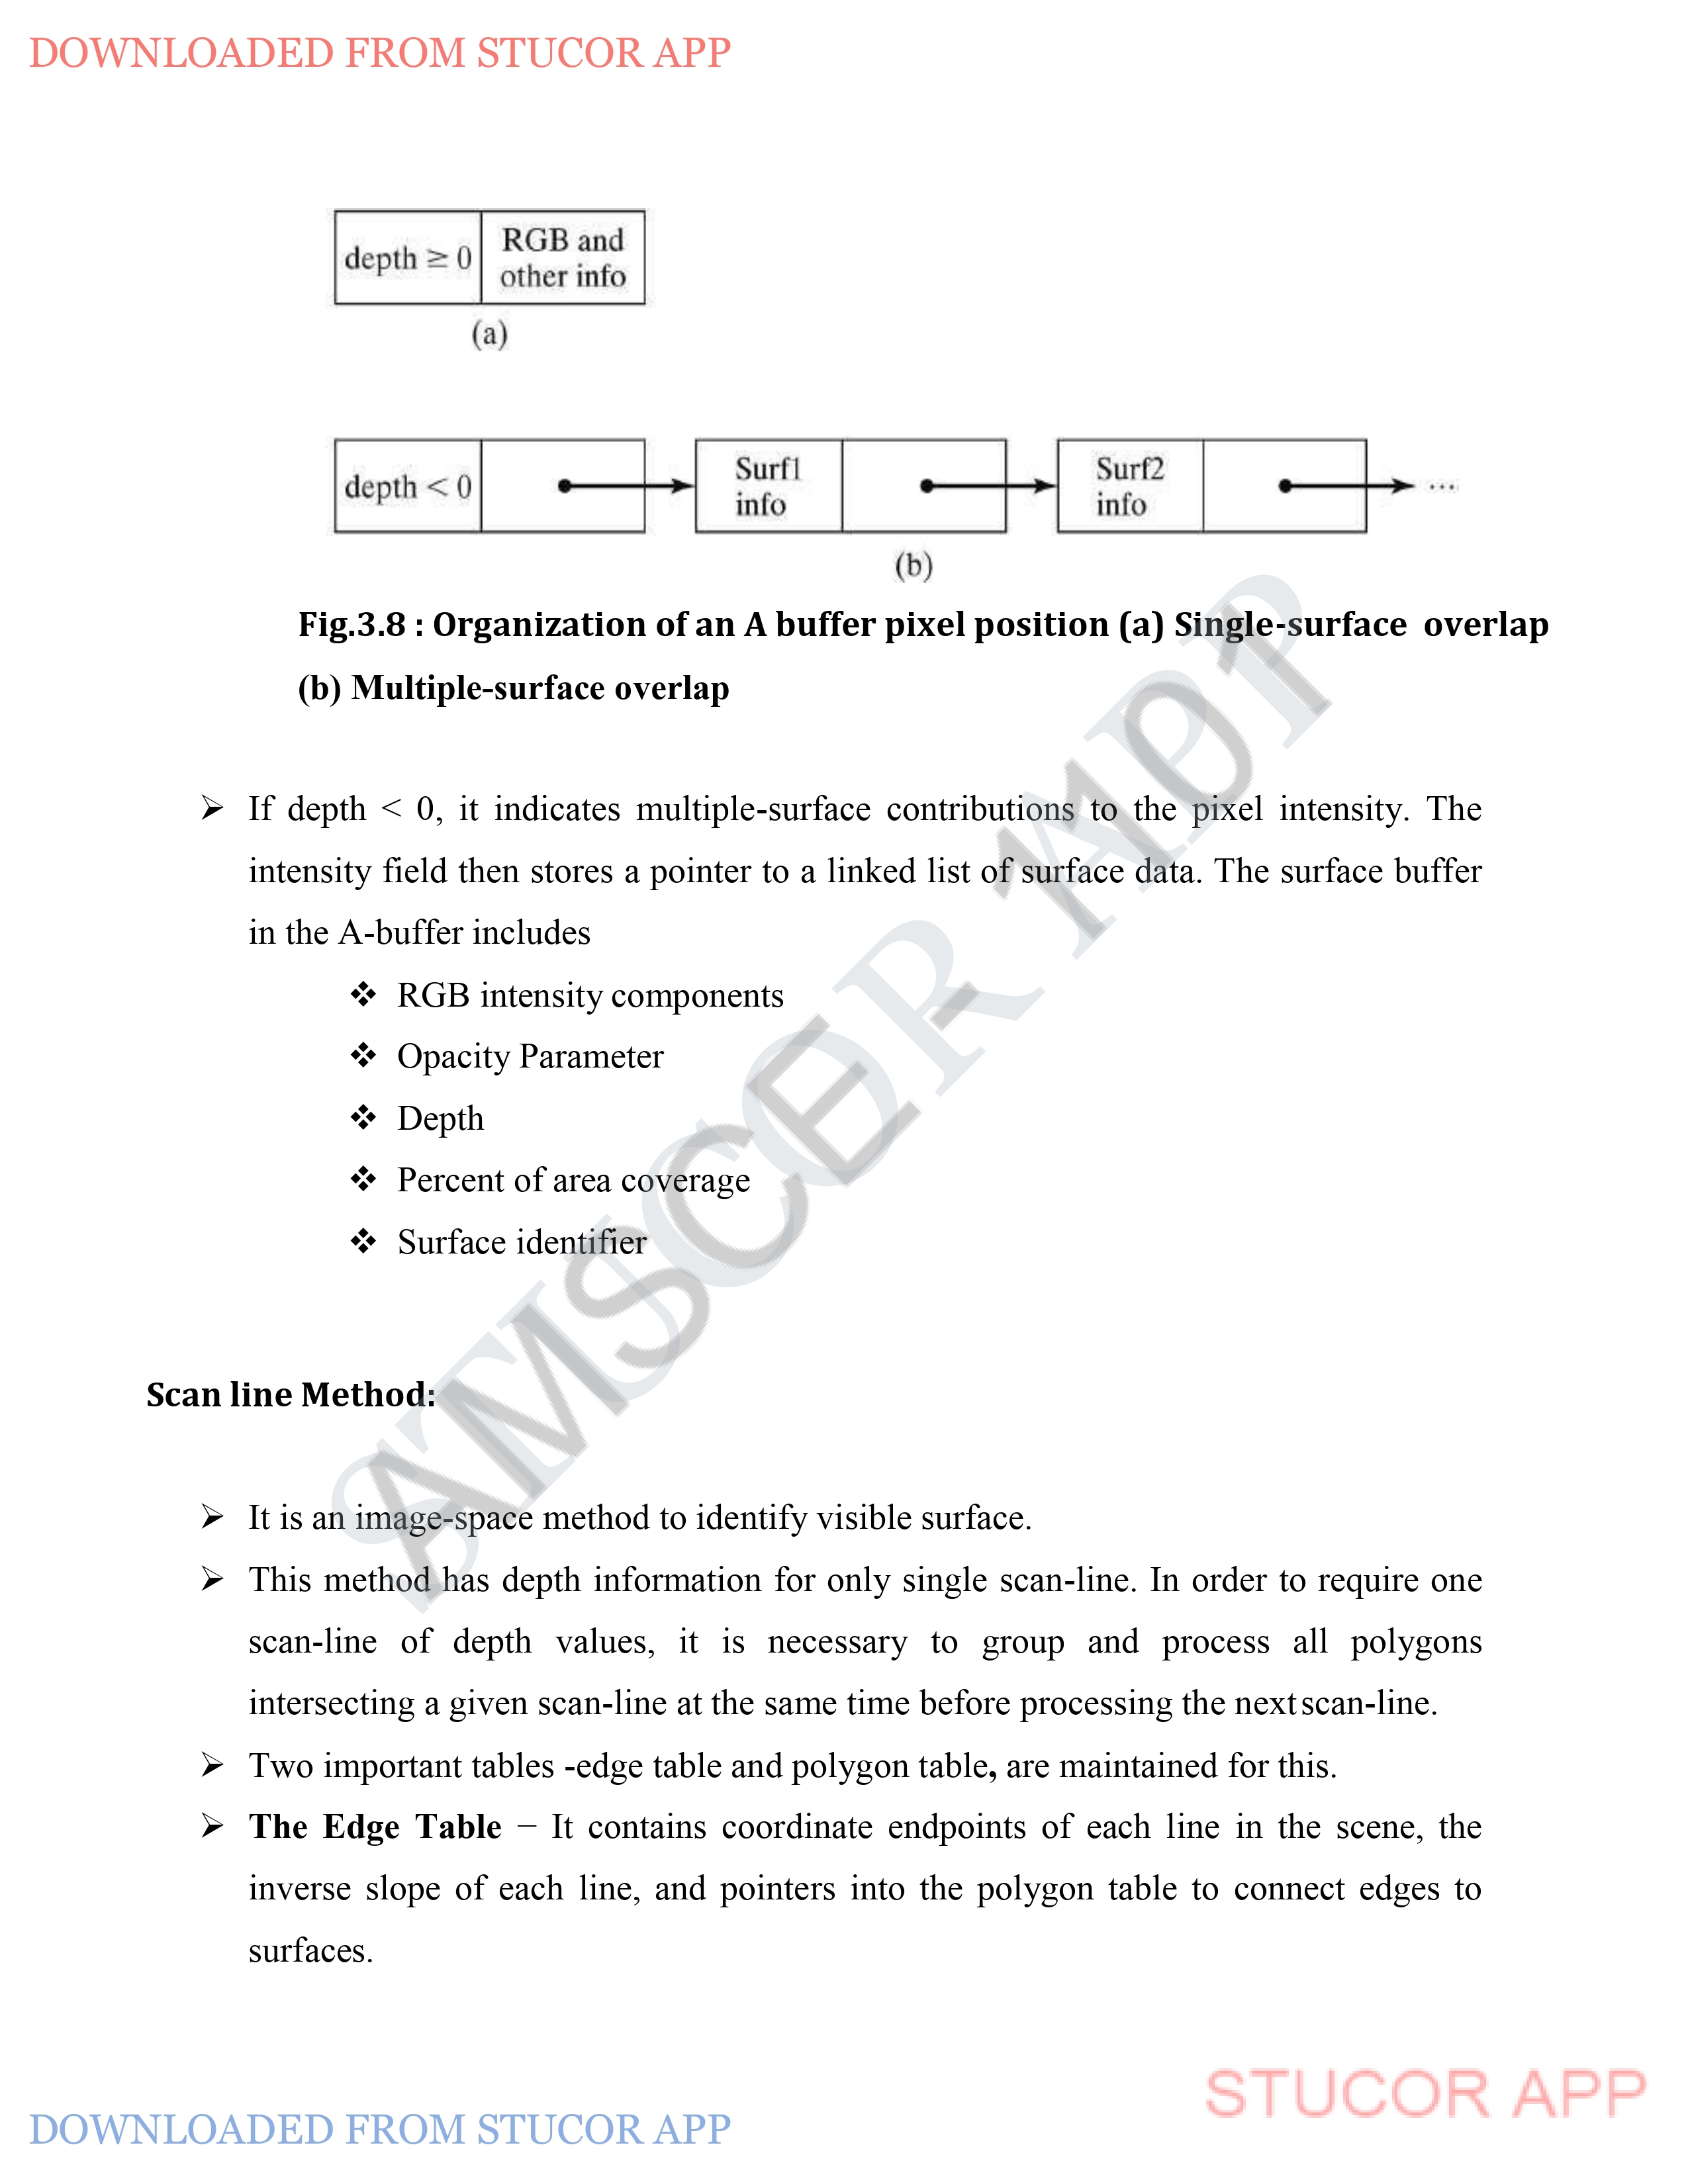 DOWNLOADED FROM STUCOR APP
depth ≥ 0
RGB and
other info
(a)
depth < 0
Surf1
info
Surf2
info
...
(b)
Fig.3.8 : Organization of an A buffer pixel position (a) Single-surface overlap
(b) Multiple-surface overlap
➢ If depth < 0, it indicates multiple-surface contributions to the pixel intensity. The
intensity field then stores a pointer to a linked list of surface data. The surface buffer
in the A-buffer includes
❖ RGB intensity components
❖ Opacity Parameter
❖ Depth
❖ Percent of area coverage
❖ Surface identifier
Scan line Method:
➢ It is an image-space method to identify visible surface.
➢ This method has depth information for only single scan-line. In order to require one
scan-line of depth values, it is necessary to group and process all polygons
intersecting a given scan-line at the same time before processing the next scan-line.
➢ Two important tables -edge table and polygon table, are maintained for this.
➢ The Edge Table − It contains coordinate endpoints of each line in the scene, the
inverse slope of each line, and pointers into the polygon table to connect edges to
surfaces.
STUCOR APP
AMSCE-1101
STUCOR APP
DOWNLOADED FROM STUCOR APP